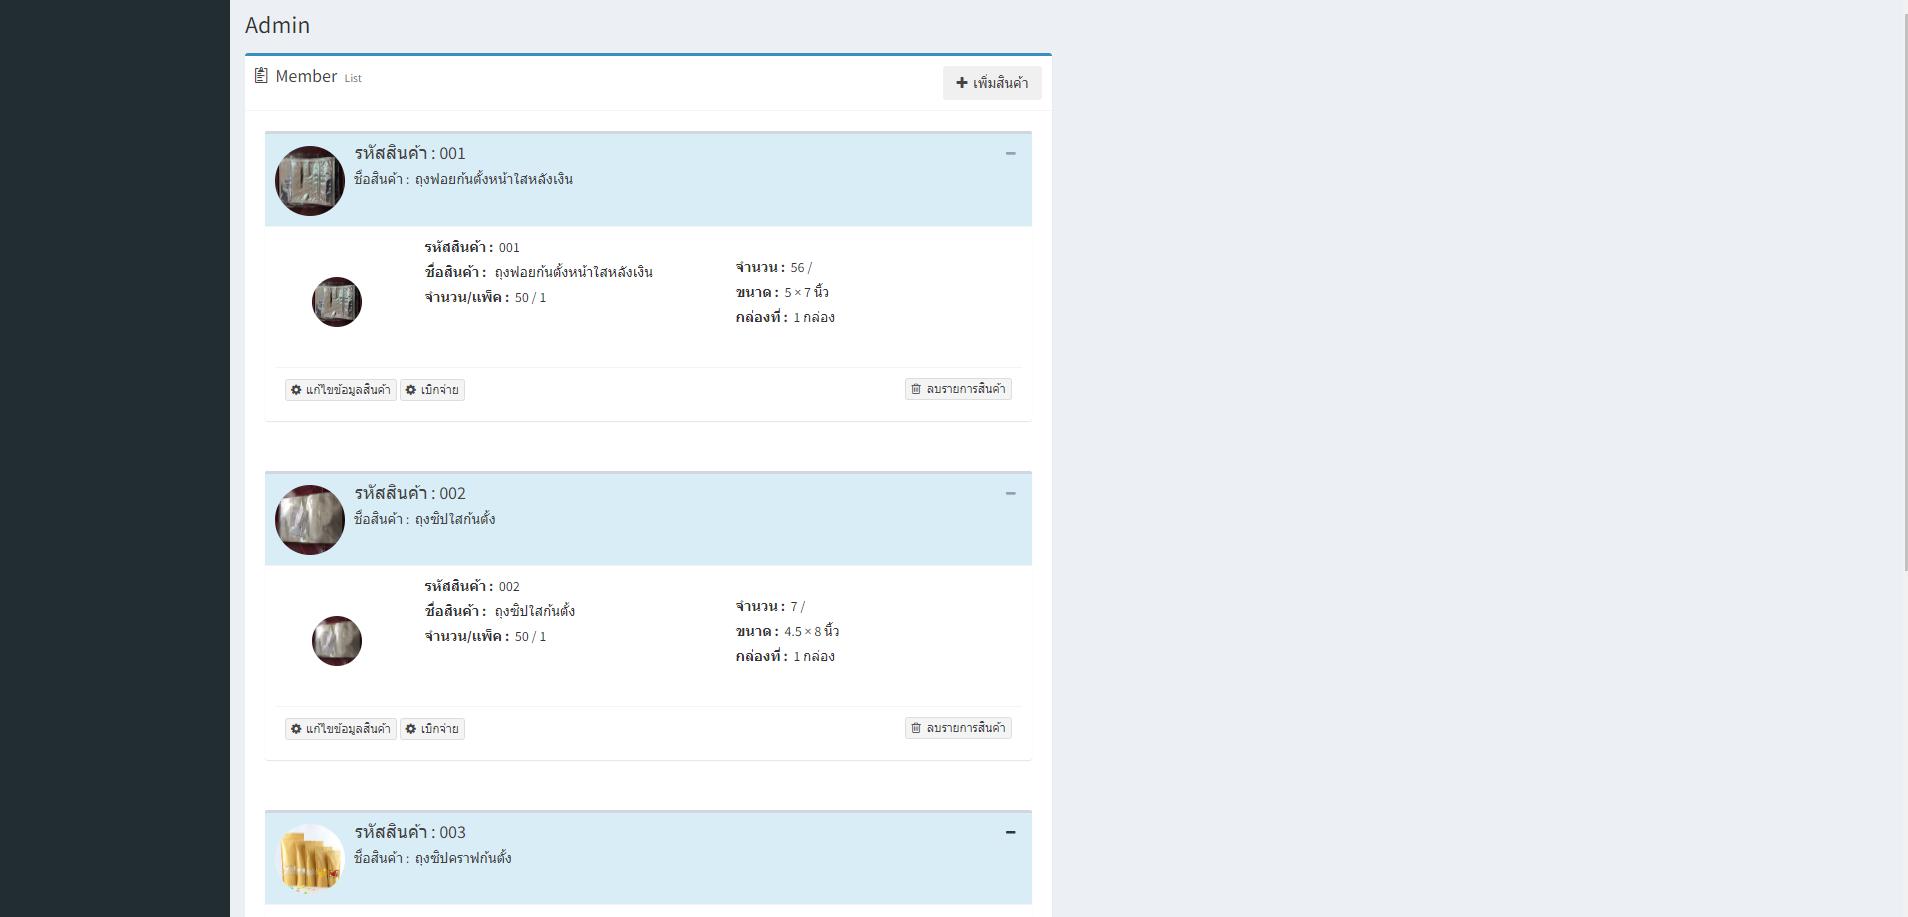 Admin
Member List
เพิ่มสินค้า
รหัสสินค้า : 001
ชื่อสินค้า : ถุงฟอยก้นตั้งหน้าใสหลังเงิน
รหัสสินค้า : 001
ชื่อสินค้า : ถุงฟอยก้นตั้งหน้าใสหลังเงิน
จำนวน/แพ็ค : 50 / 1
จำนวน : 56 /
ขนาด : 5 × 7 นิ้ว
กล่องที่ : 1 กล่อง
แก้ไขข้อมูลสินค้า เบิกจ่าย ลบรายการสินค้า
รหัสสินค้า : 002
ชื่อสินค้า : ถุงซิปใสก้นตั้ง
รหัสสินค้า : 002
ชื่อสินค้า : ถุงซิปใสก้นตั้ง
จำนวน/แพ็ค : 50 / 1
จำนวน : 7 /
ขนาด : 4.5 × 8 นิ้ว
กล่องที่ : 1 กล่อง
แก้ไขข้อมูลสินค้า เบิกจ่าย ลบรายการสินค้า
รหัสสินค้า : 003
ชื่อสินค้า : ถุงซิปคราฟก้นตั้ง